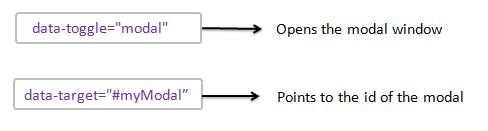 data-toggle="modal" Opens the modal window
data-target="#myModal” Points to the id of the modal